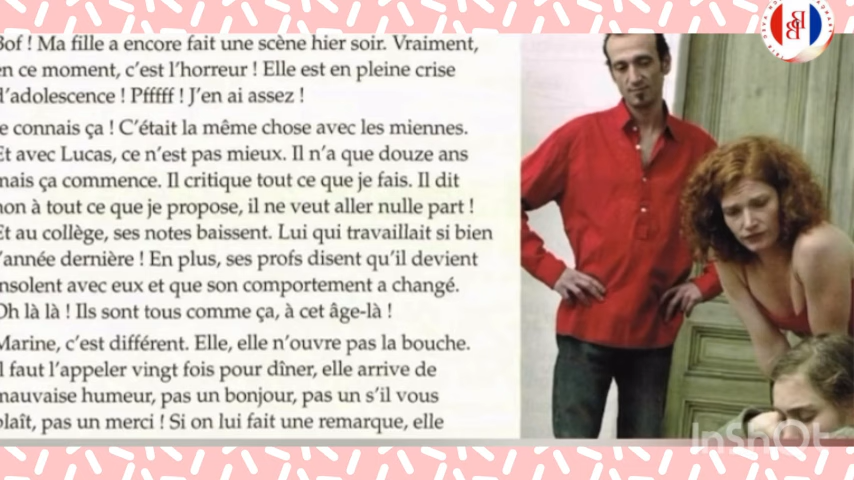 Bof ! Ma fille a encore fait une scène hier soir. Vraiment,
en ce moment, c'est l'horreur ! Elle est en pleine crise
d'adolescence ! Pfffff ! J'en ai assez !
Je connais ça ! C'était la même chose avec les miennes.
Et avec Lucas, ce n'est pas mieux. Il n'a que douze ans
mais ça commence. Il critique tout ce que je fais. Il dit
non à tout ce que je propose, il ne veut aller nulle part !
Et au collège, ses notes baissent. Lui qui travaillait si bien
l'année dernière ! En plus, ses profs disent qu'il devient
insolent avec eux et que son comportement a changé.
Oh là là ! Ils sont tous comme ça, à cet âge-là !
Marine, c'est différent. Elle, elle n'ouvre pas la bouche.
Il faut l'appeler vingt fois pour dîner, elle arrive de
mauvaise humeur, pas un bonjour, pas un s'il vous
plaît, pas un merci ! Si on lui fait une remarque, elle
InShOt